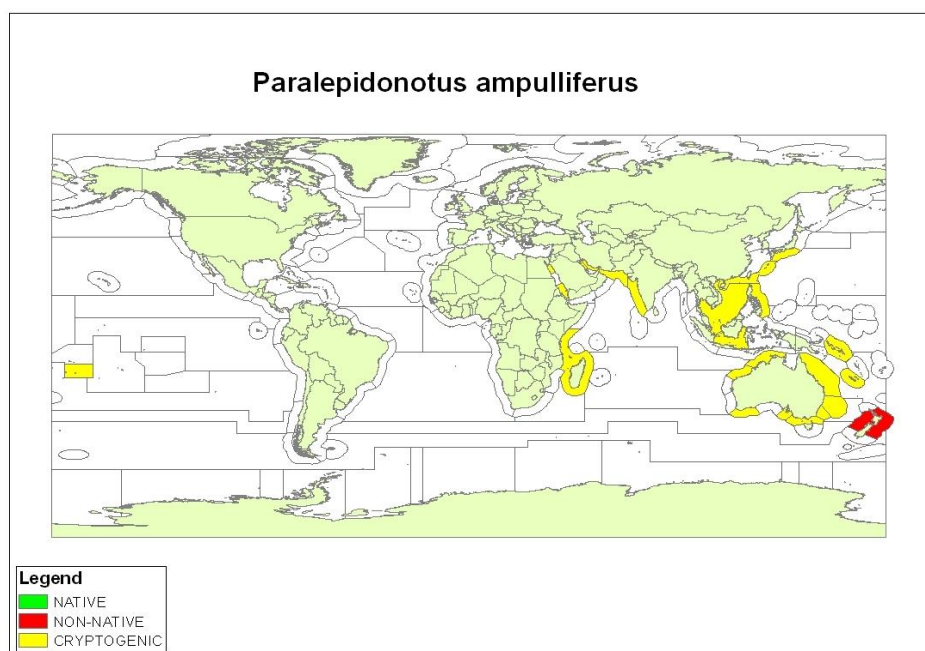 Paralepidonotus ampulliferus
Legend
NATIVE
NON-NATIVE
CRYPTOGENIC